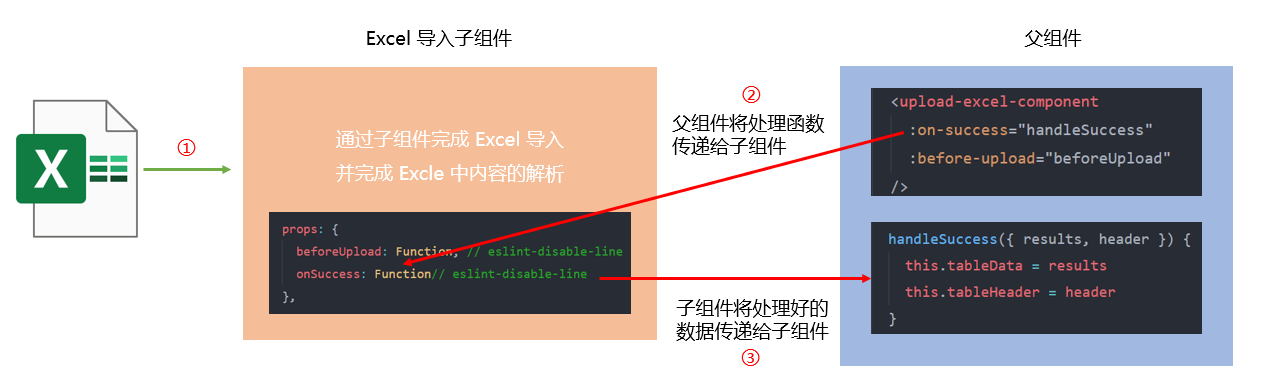 Excel 导入子组件
父组件
X
①
通过子组件完成 Excel 导入
并完成 Excle 中内容的解析
props: {
beforeUpload: Function, // eslint-disable-line
onSuccess: Function// eslint-disable-line
},
②
父组件将处理函数
传递给子组件
<upload-excel-component
:on-success="handleSuccess"
:before-upload="beforeUpload"
/>
handleSuccess({ results, header }) {
this.tableData = results
this.tableHeader = header
}
子组件将处理好的
数据传递给子组件
③